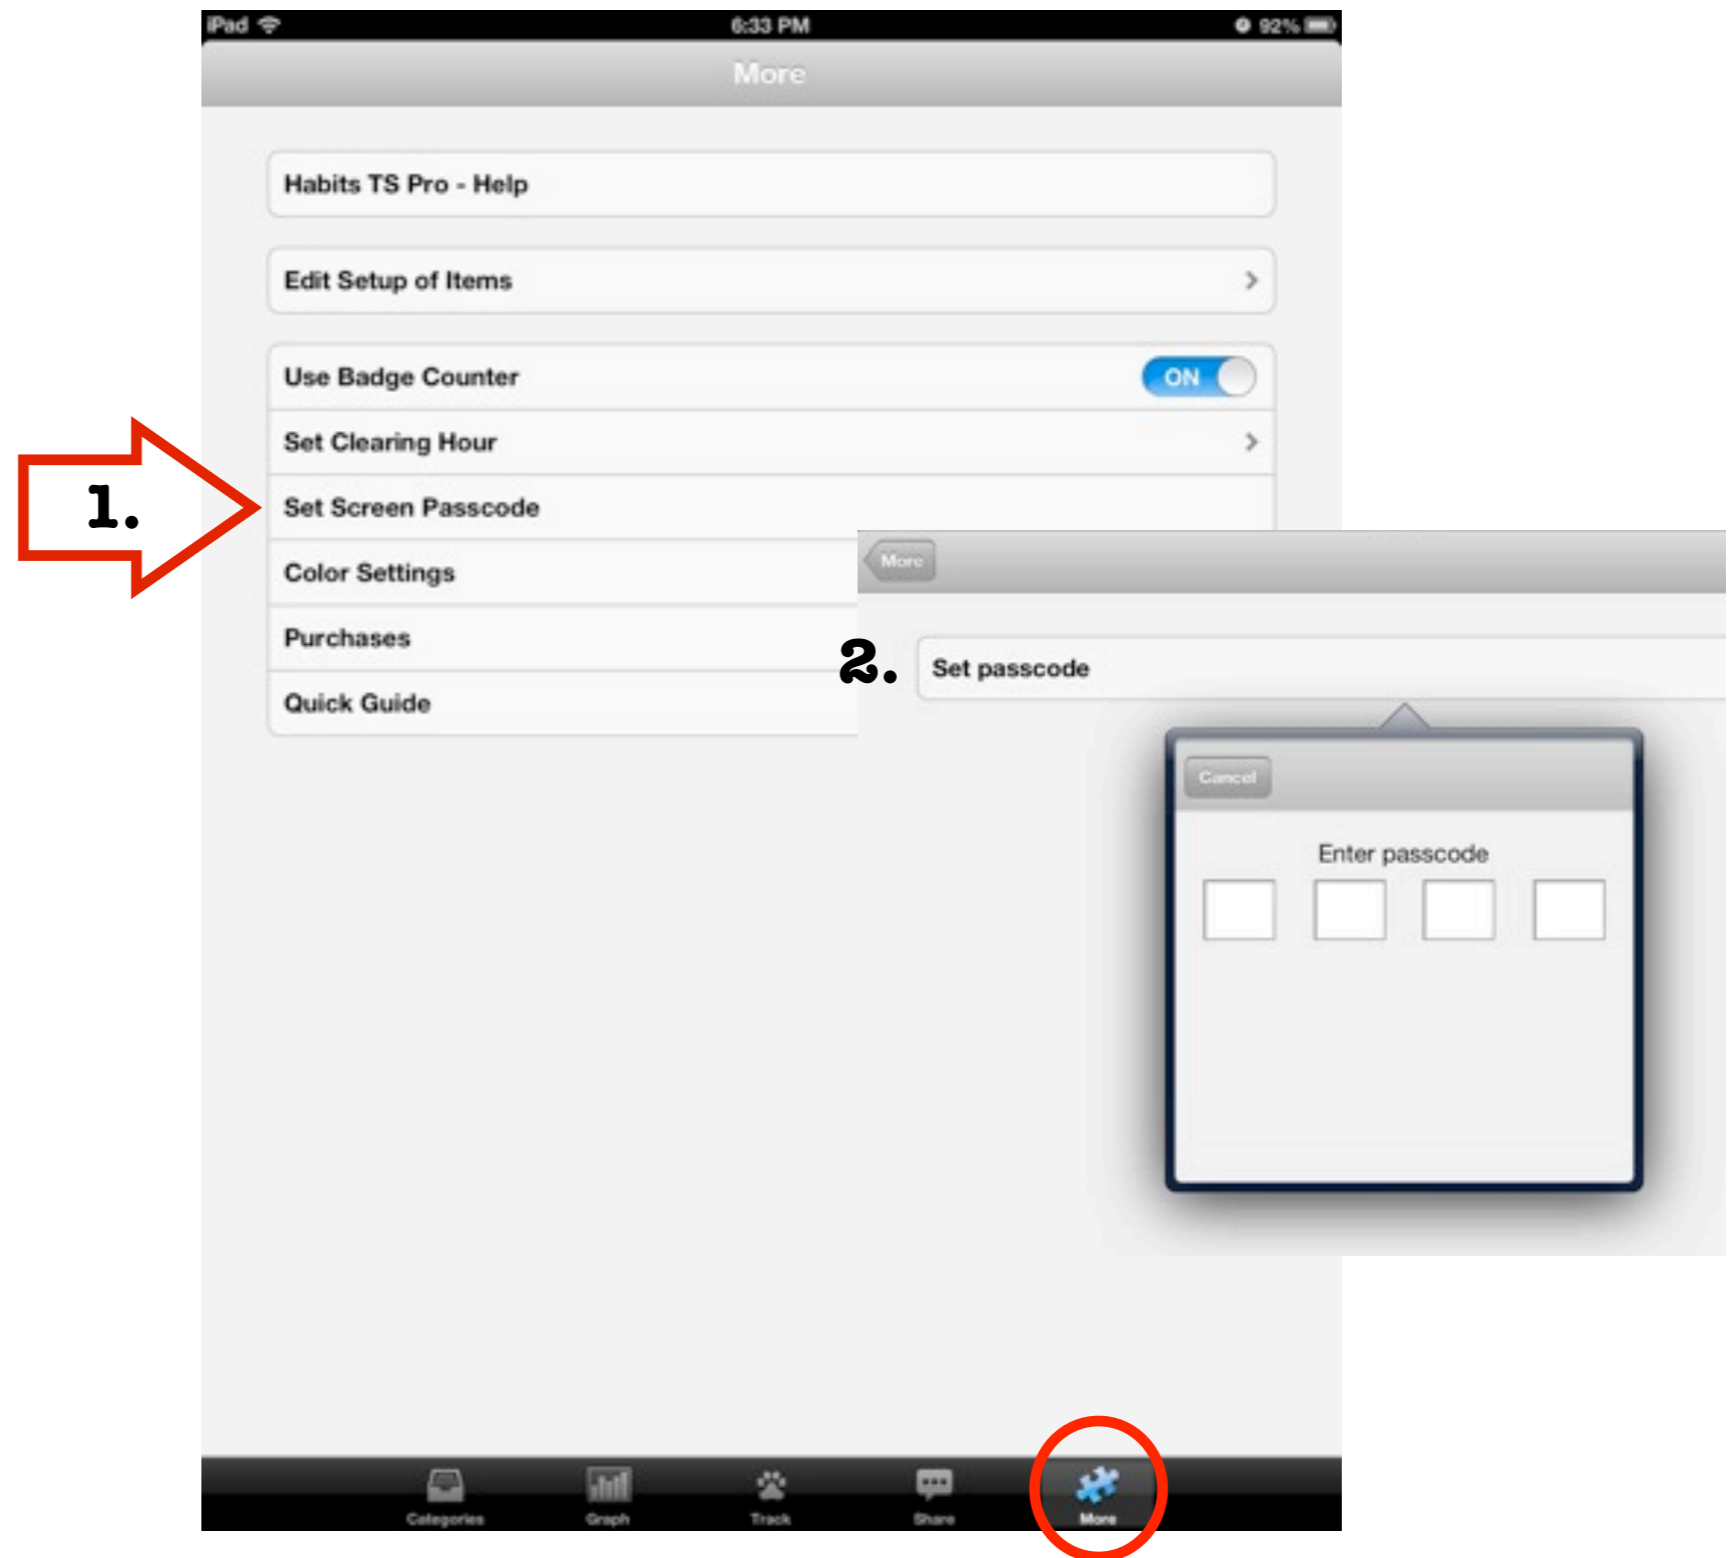 iPad 6:33 PM 92%
More
Habits TS Pro - Help
Edit Setup of Items
Use Badge Counter ON
Set Clearing Hour
1. Set Screen Passcode
Color Settings
Purchases
Quick Guide
More
2. Set passcode
Cancel
Enter passcode
Categories Graph Track Share More